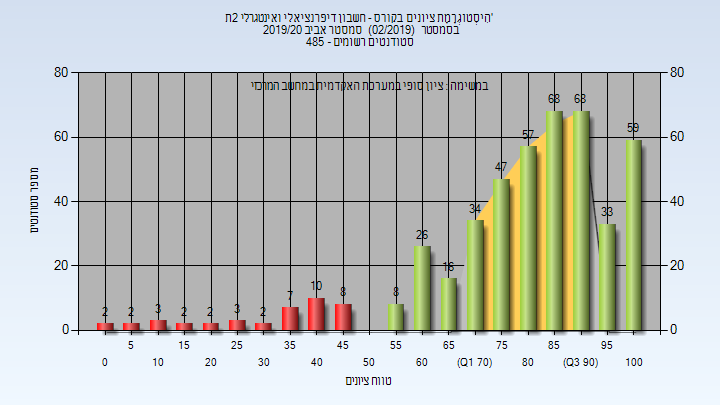 היסטוגרמת ציונים בקורס - חשבון דיפרנציאלי ואינטגרלי 2ת'
בסמסטר (02/2019) סמסטר אביב 2019/20
סטודנטים רשומים - 485
במשימה : ציון סופי במערכת האקדמית במחשב המרכזי
מספר סטודנטים
80 80
60 60
40 40
20 20
0 0
2 2 3 2 2 3 2 7 10 8 8 26 16 34 47 57 68 68 33 59
5 15 25 35 45 55 65 75 85 95
0 10 20 30 40 50 60 (Q1 70) 80 (Q3 90) 100
טווח ציונים